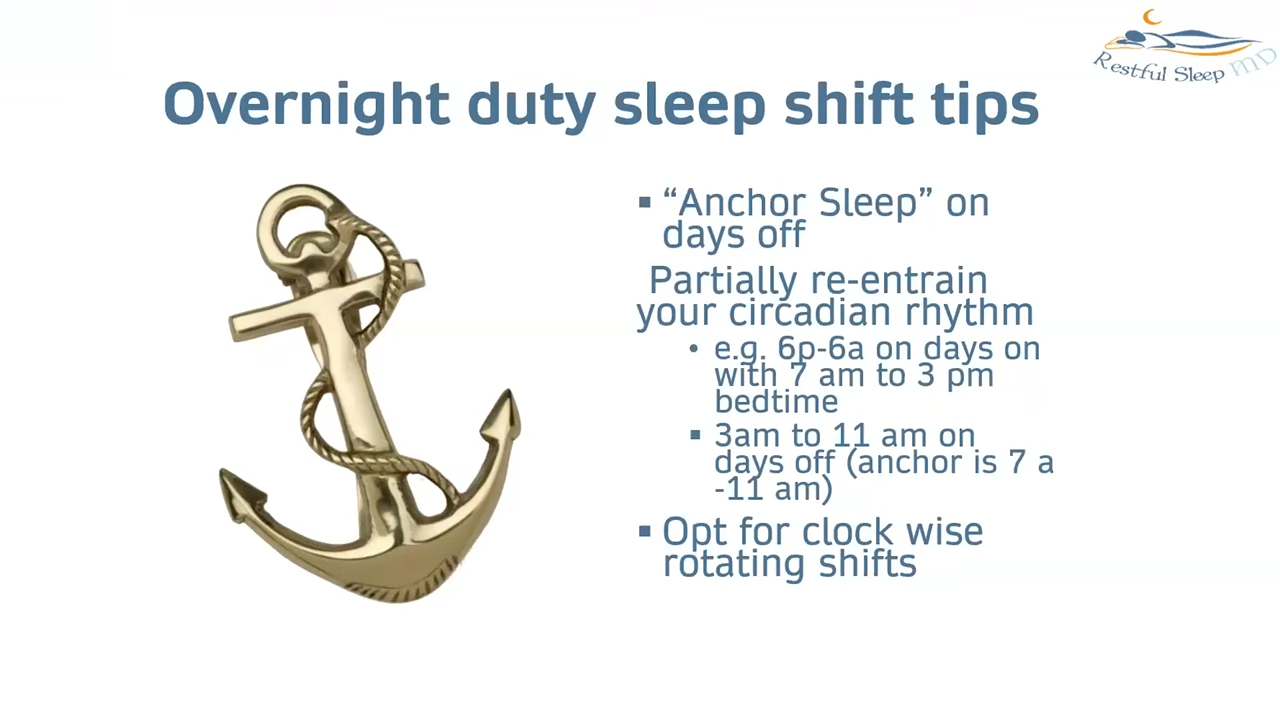 Restful Sleep MD
Overnight duty sleep shift tips
▪ “Anchor Sleep” on
days off
Partially re-entrain
your circadian rhythm
• e.g. 6p-6a on days on
with 7 am to 3 pm
bedtime
▪ 3am to 11 am on
days off (anchor is 7 a
-11 am)
▪ Opt for clock wise
rotating shifts